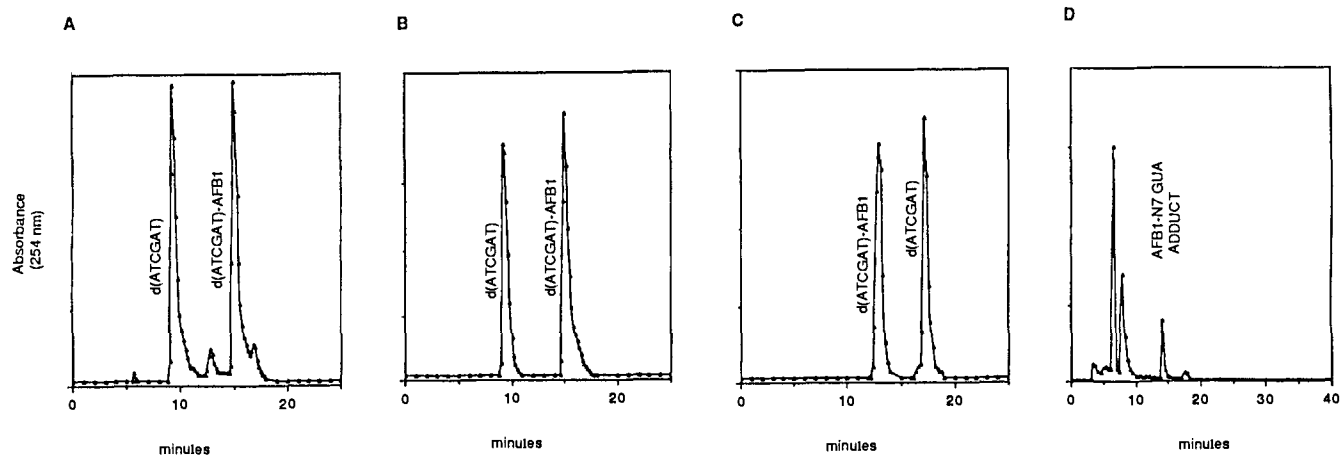 A
B
C
D
Absorbance
(254 nm)
d(ATCGAT)
d(ATCGAT)-AFB1
0
10
20
minutes
d(ATCGAT)
d(ATCGAT)-AFB1
0
10
20
minutes
d(ATCGAT)-AFB1
d(ATCGAT)
0
10
20
minutes
AFB1-N7 GUA
ADDUCT
0
10
20
30
40
minutes